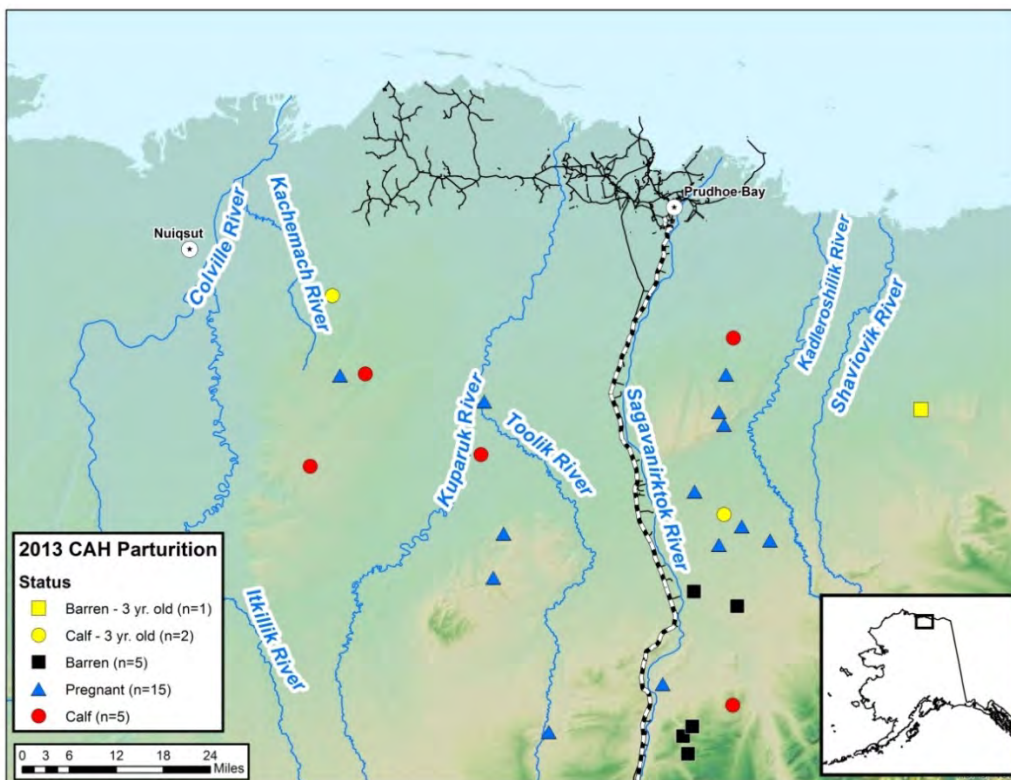 Prudhoe Bay
Nuiqsut
Colville River
Kachemach River
Kadleroshilik River
Shaviovik River
Kuparuk River
Toolik River
Sagavanirktok River
Itkillik River
2013 CAH Parturition
Status
Barren - 3 yr. old (n=1)
Calf - 3 yr. old (n=2)
Barren (n=5)
Pregnant (n=15)
Calf (n=5)
0 3 6 12 18 24
Miles